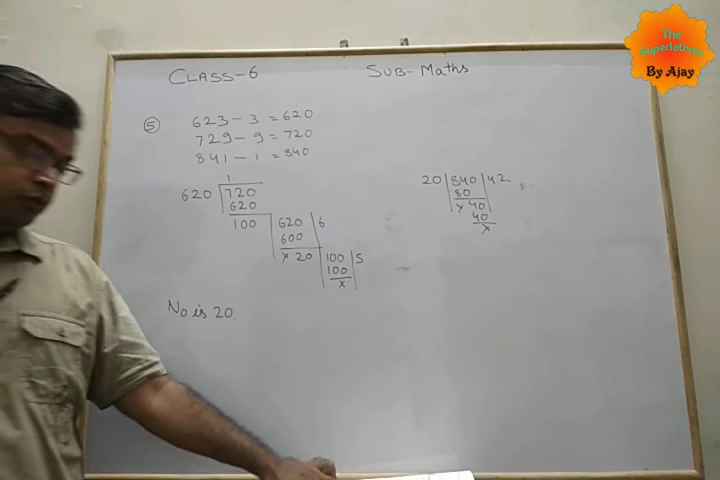 The
Superlatives
By Ajay
CLASS-6 SUB- Maths
5 623 - 3 = 620
729 - 9 = 720
841 - 1 = 840
1
620 720
620
100 620 6
600
x 20 100 5
100
x
20 840 42
80
x 40
40
x
No is 20.